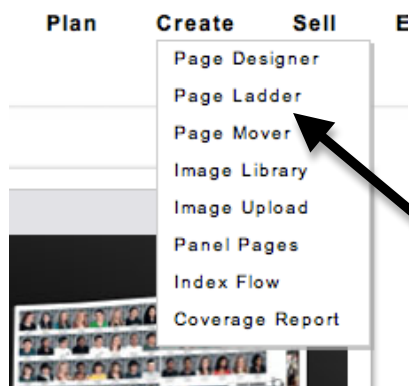 Plan Create Sell E
Page Designer
Page Ladder
Page Mover
Image Library
Image Upload
Panel Pages
Index Flow
Coverage Report